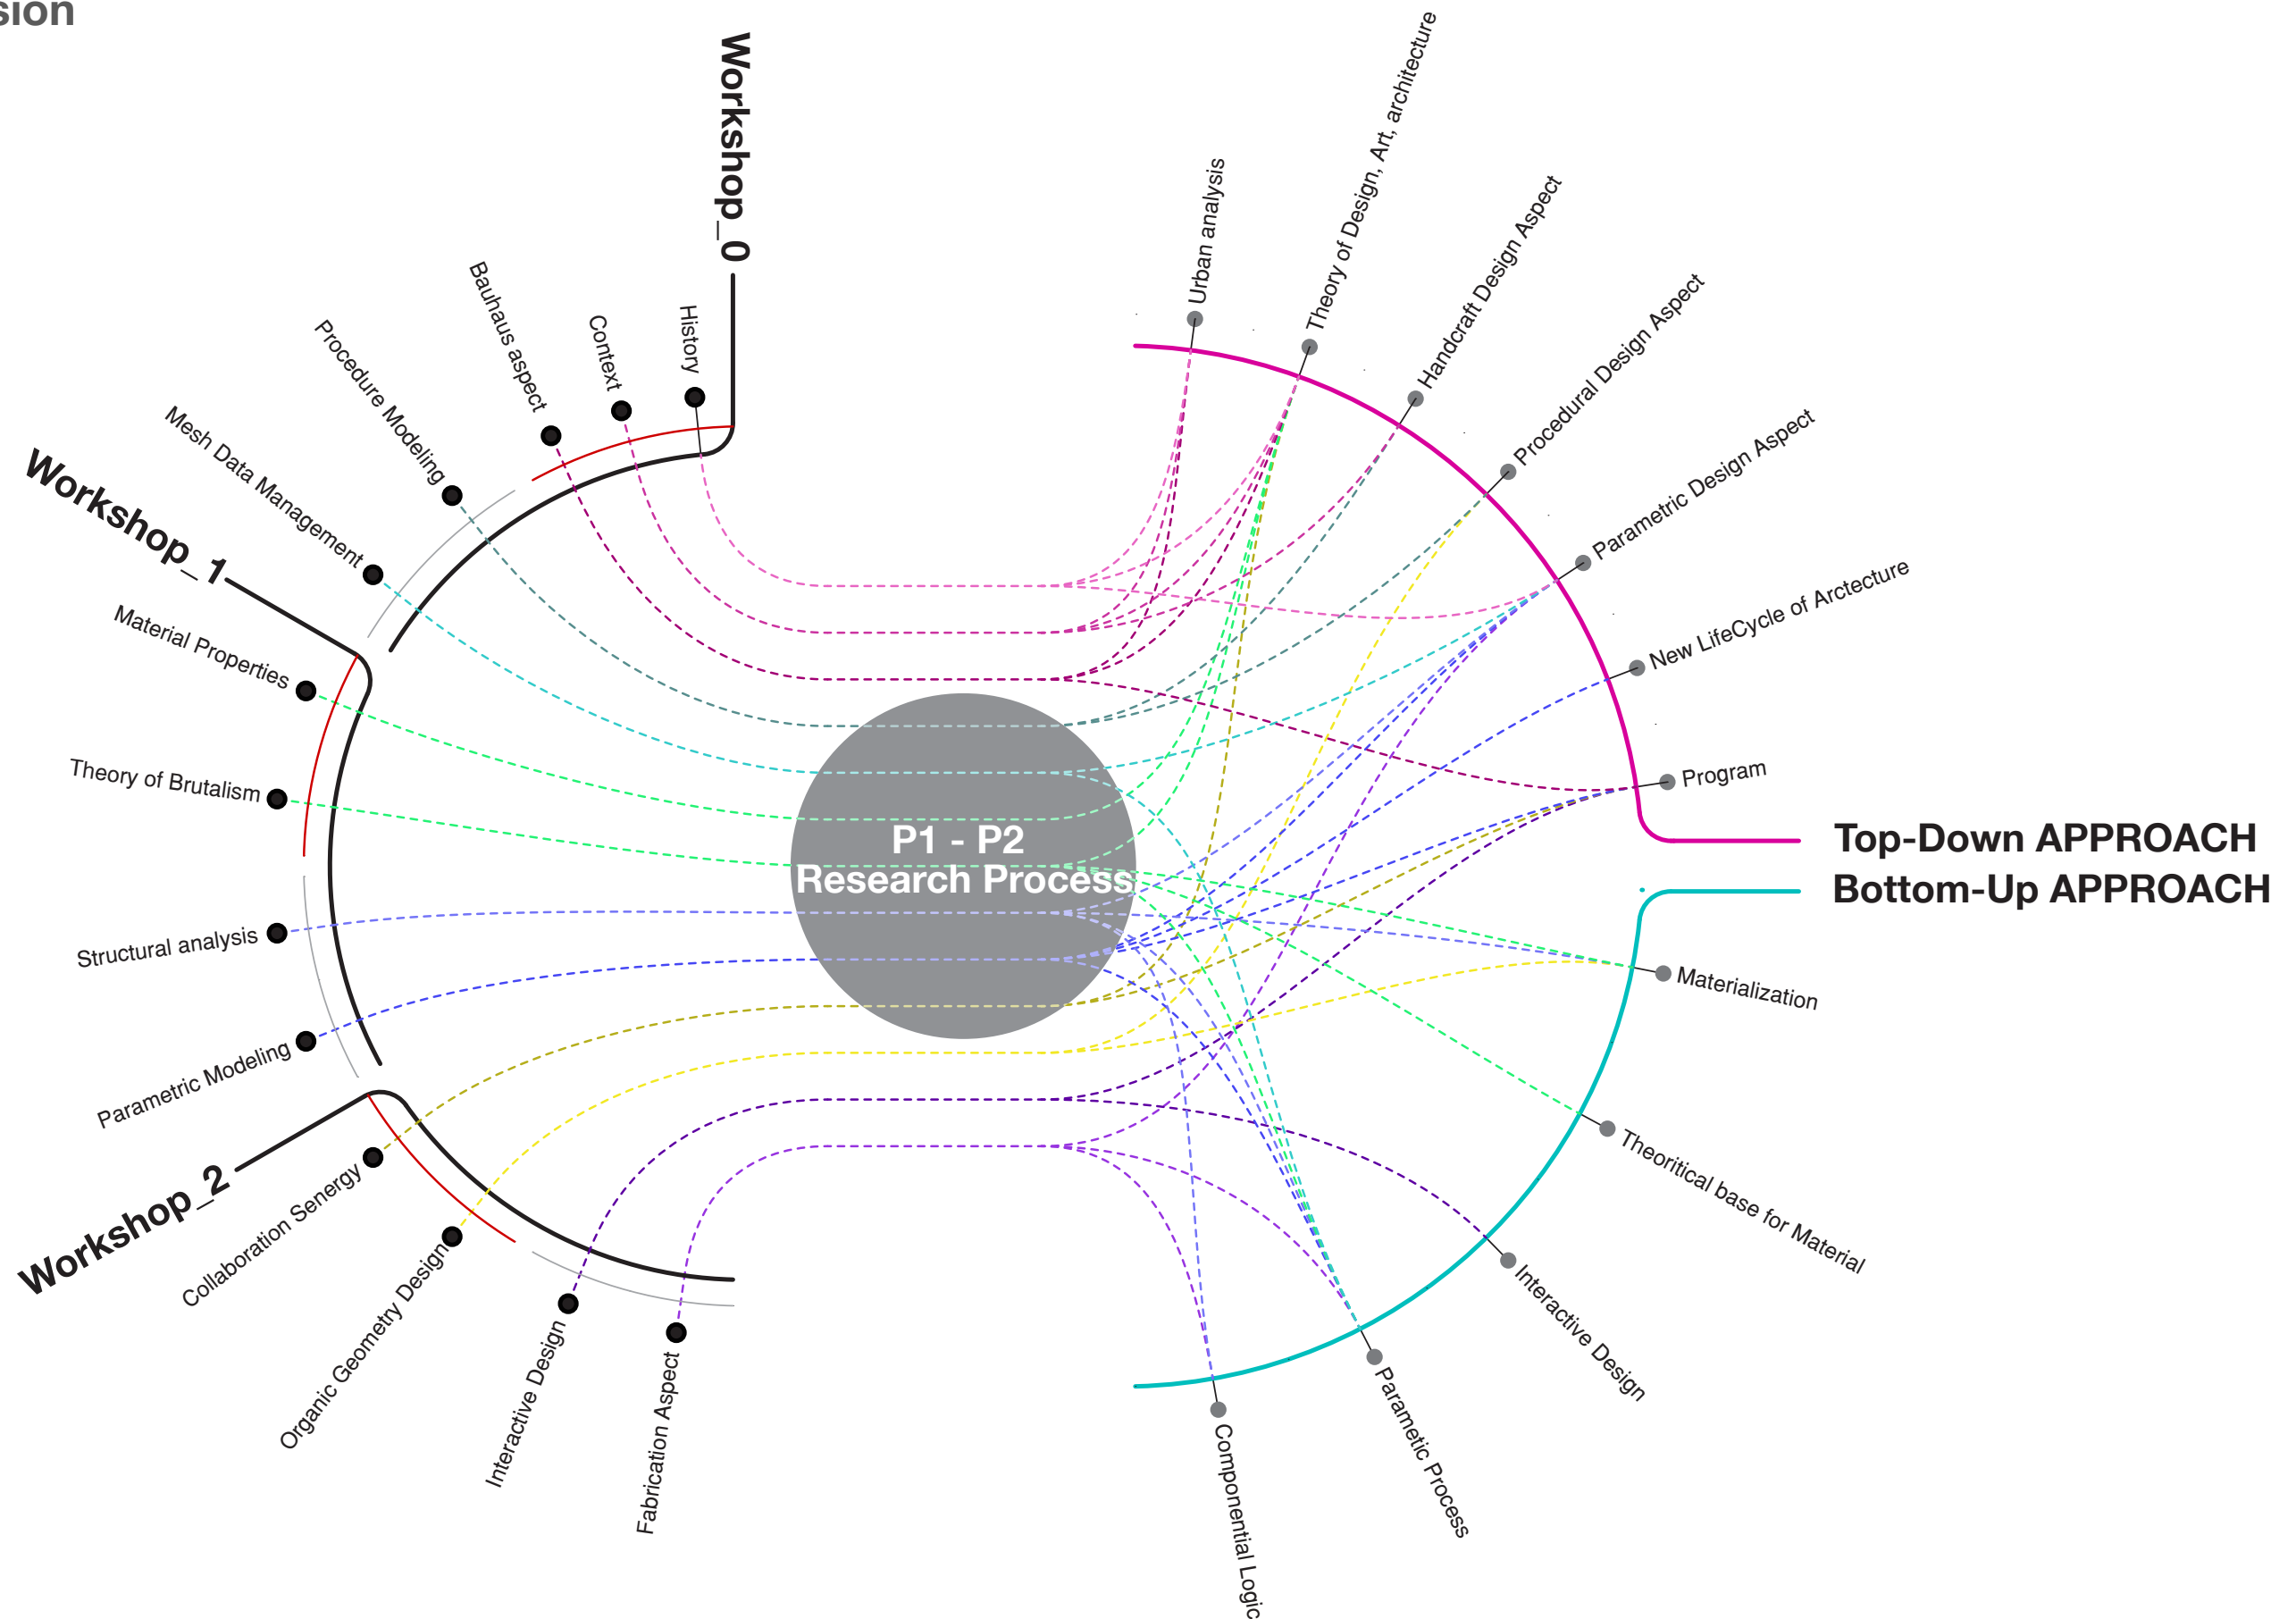 sion
Workshop_0
History
Context
Bauhaus aspect
Procedure Modeling
Mesh Data Management
Workshop_1
Material Properties
Theory of Brutalism
Structural analysis
Parametric Modeling
Workshop_2
Collaboration Senergy
Organic Geometry Design
Interactive Design
Fabrication Aspect
P1 - P2
Research Process
Urban analysis
Theory of Design, Art, architecture
Handcraft Design Aspect
Procedural Design Aspect
Parametric Design Aspect
New LifeCycle of Arctecture
Program
Top-Down APPROACH
Bottom-Up APPROACH
Materialization
Theoritical base for Material
Interactive Design
Parametic Process
Componential Logic